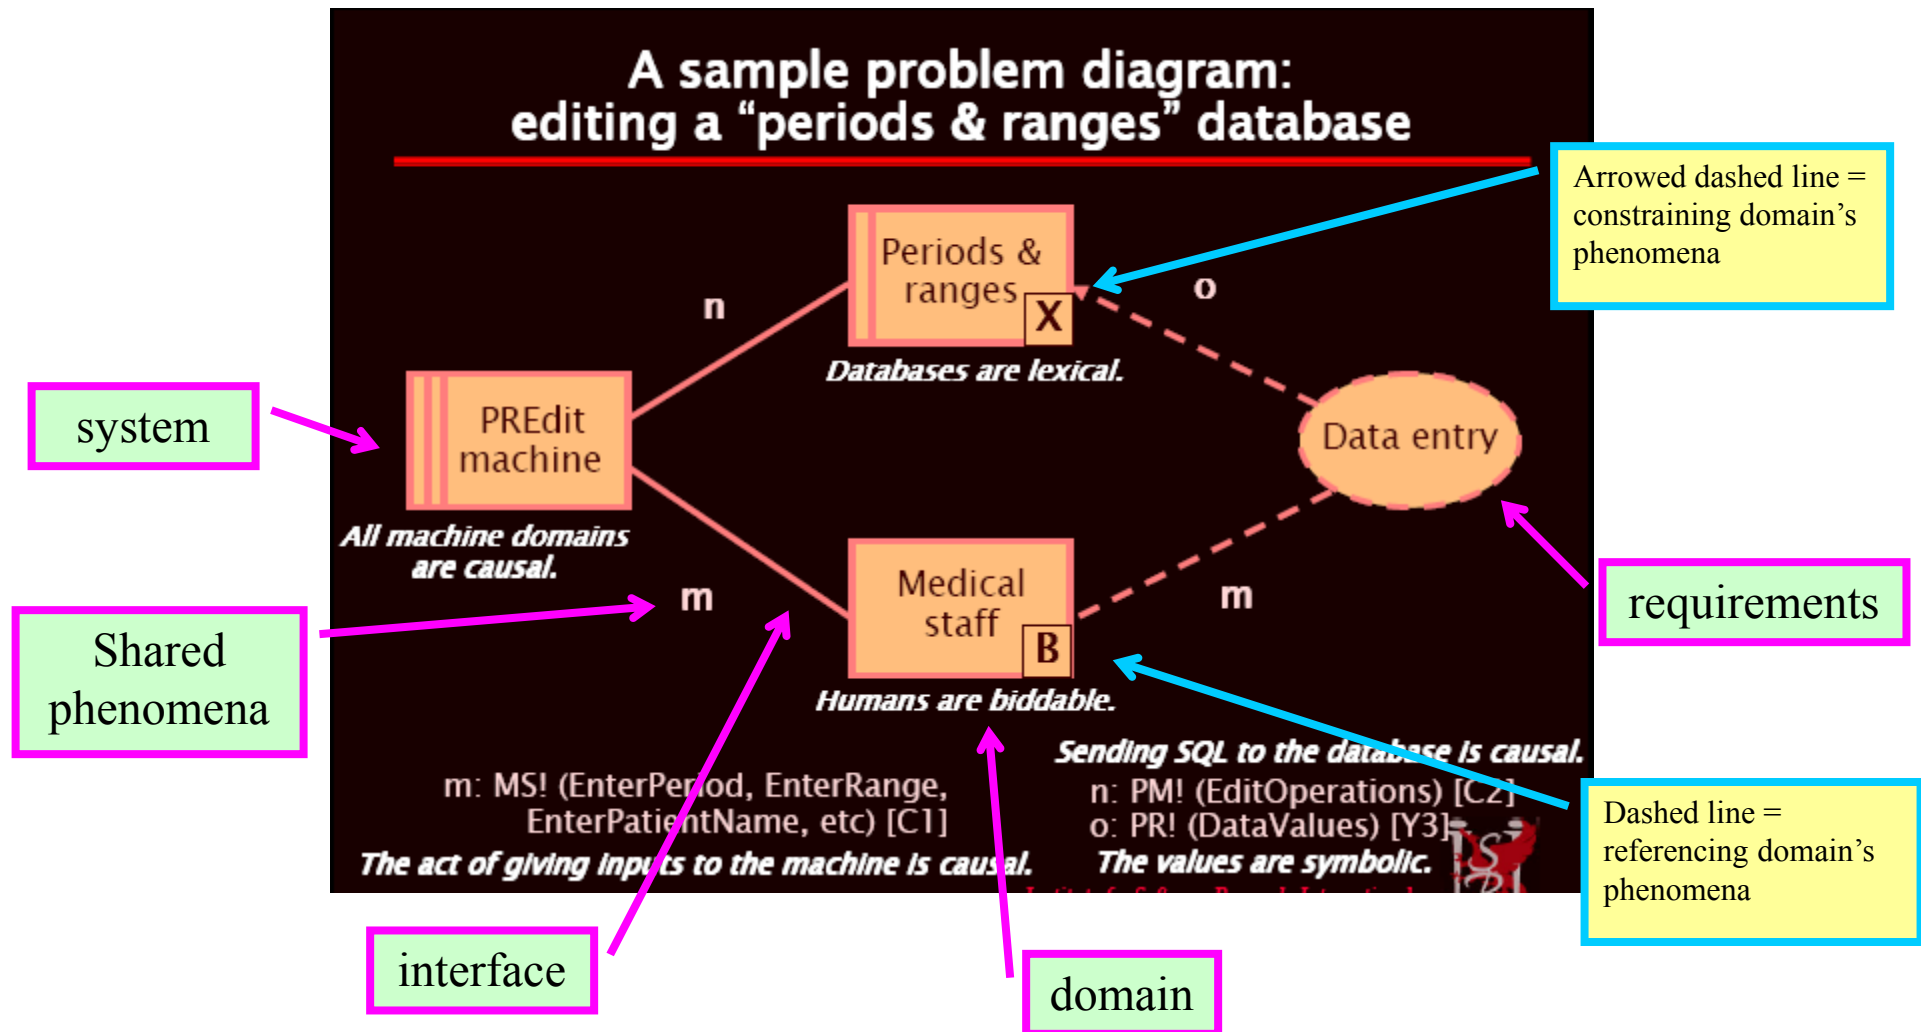 A sample problem diagram:
editing a “periods & ranges” database
Arrowed dashed line =
constraining domain’s
phenomena
Periods &
ranges
X
o
n
Databases are lexical.
system
PREdit
machine
Data entry
All machine domains
are causal.
m
Medical
staff
B
m
requirements
Shared
phenomena
Humans are biddable.
Sending SQL to the database is causal.
m: MS! (EnterPeriod, EnterRange,
EnterPatientName, etc) [C1]
n: PM! (EditOperations) [C2]
o: PR! (DataValues) [Y3]
The act of giving inputs to the machine is causal.
The values are symbolic.
Dashed line =
referencing domain’s
phenomena
interface
domain